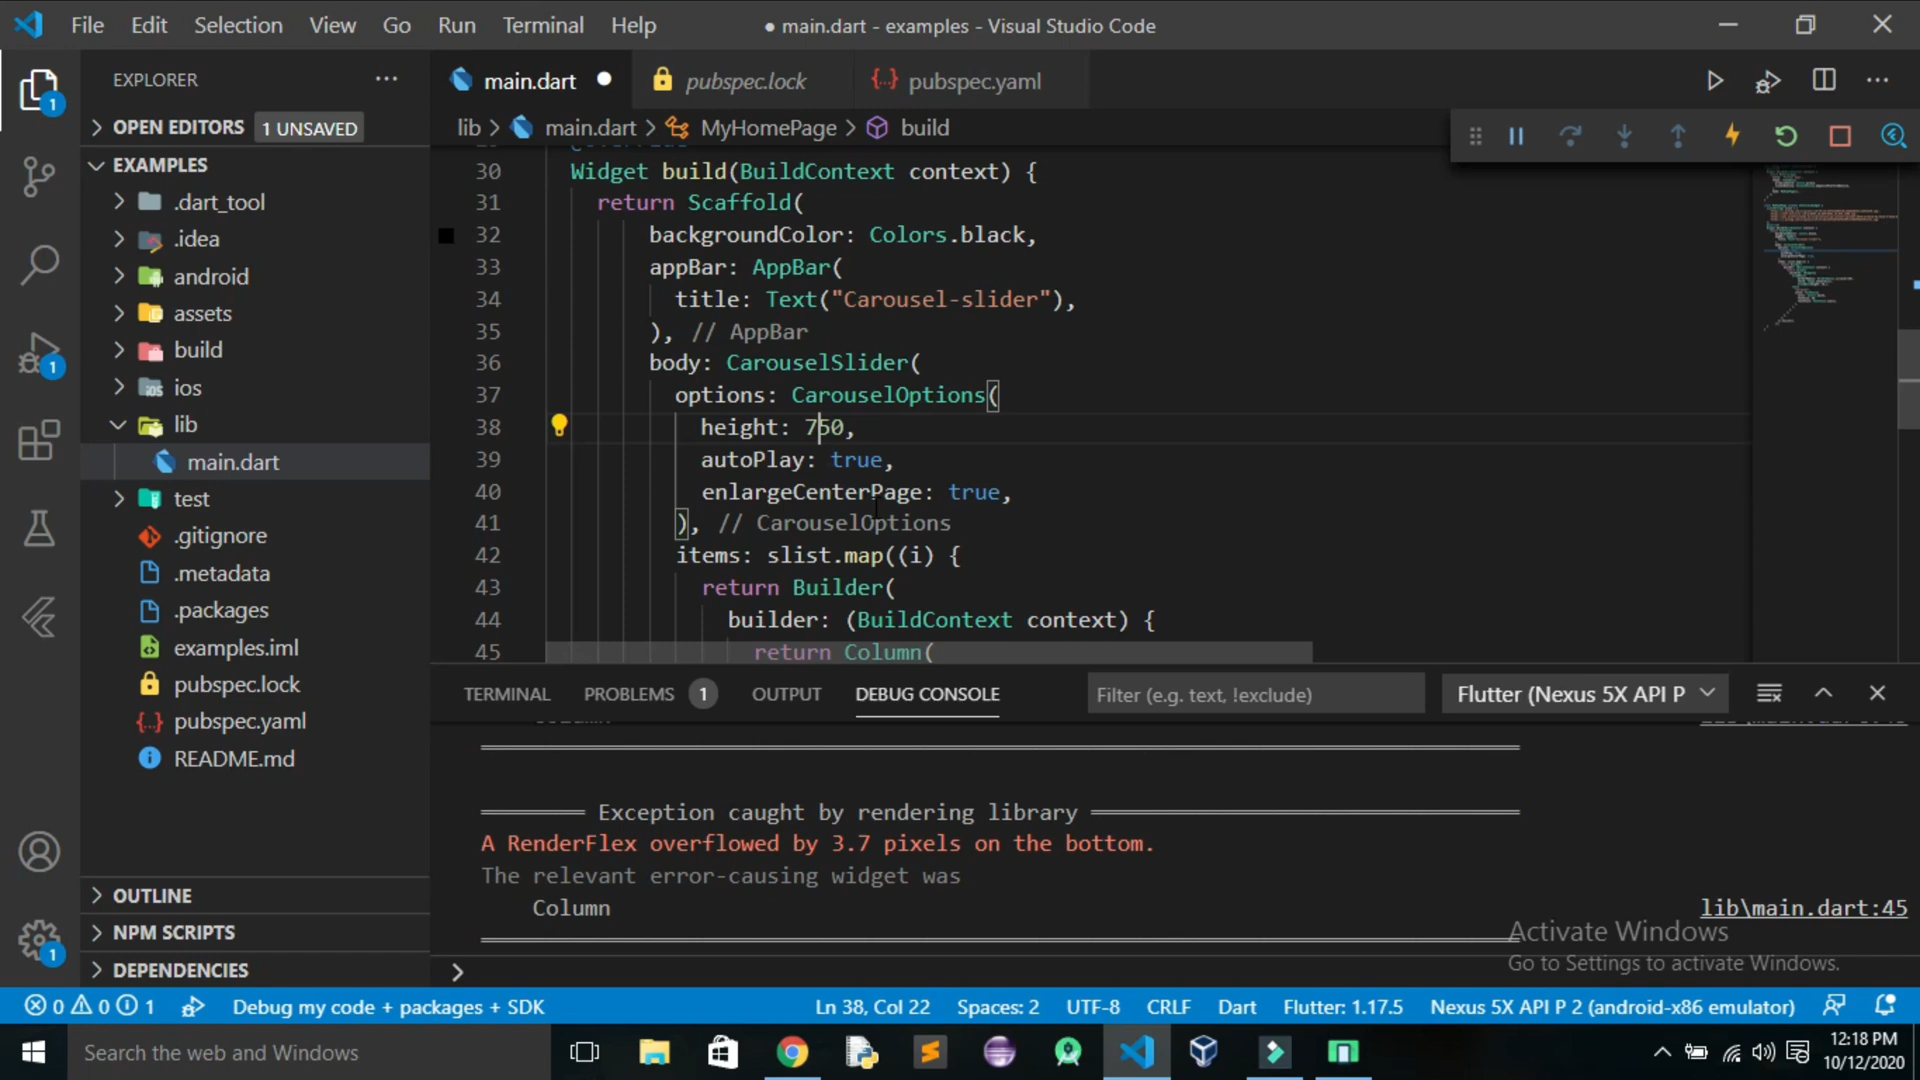 File Edit Selection View Go Run Terminal Help
● main.dart - examples - Visual Studio Code
EXPLORER
main.dart
pubspec.lock
pubspec.yaml
OPEN EDITORS 1 UNSAVED
lib > main.dart > MyHomePage > build
EXAMPLES
.dart_tool
.idea
android
assets
build
ios
lib
main.dart
test
.gitignore
.metadata
.packages
examples.iml
pubspec.lock
pubspec.yaml
README.md
OUTLINE
NPM SCRIPTS
DEPENDENCIES
30 Widget build(BuildContext context) {
31 return Scaffold(
32 backgroundColor: Colors.black,
33 appBar: AppBar(
34 title: Text("Carousel-slider"),
35 ), // AppBar
36 body: CarouselSlider(
37 options: CarouselOptions(
38 height: 750,
39 autoPlay: true,
40 enlargeCenterPage: true,
41 ), // CarouselOptions
42 items: slist.map((i) {
43 return Builder(
44 builder: (BuildContext context) {
45 return Column(
TERMINAL PROBLEMS 1 OUTPUT DEBUG CONSOLE
Filter (e.g. text, !exclude)
Flutter (Nexus 5X API P
Exception caught by rendering library
A RenderFlex overflowed by 3.7 pixels on the bottom.
The relevant error-causing widget was
Column
lib\main.dart:45
Activate Windows
Go to Settings to activate Windows.
0 0 1 Debug my code + packages + SDK
Ln 38, Col 22 Spaces: 2 UTF-8 CRLF Dart Flutter: 1.17.5 Nexus 5X API P 2 (android-x86 emulator)
Search the web and Windows
12:18 PM
10/12/2020